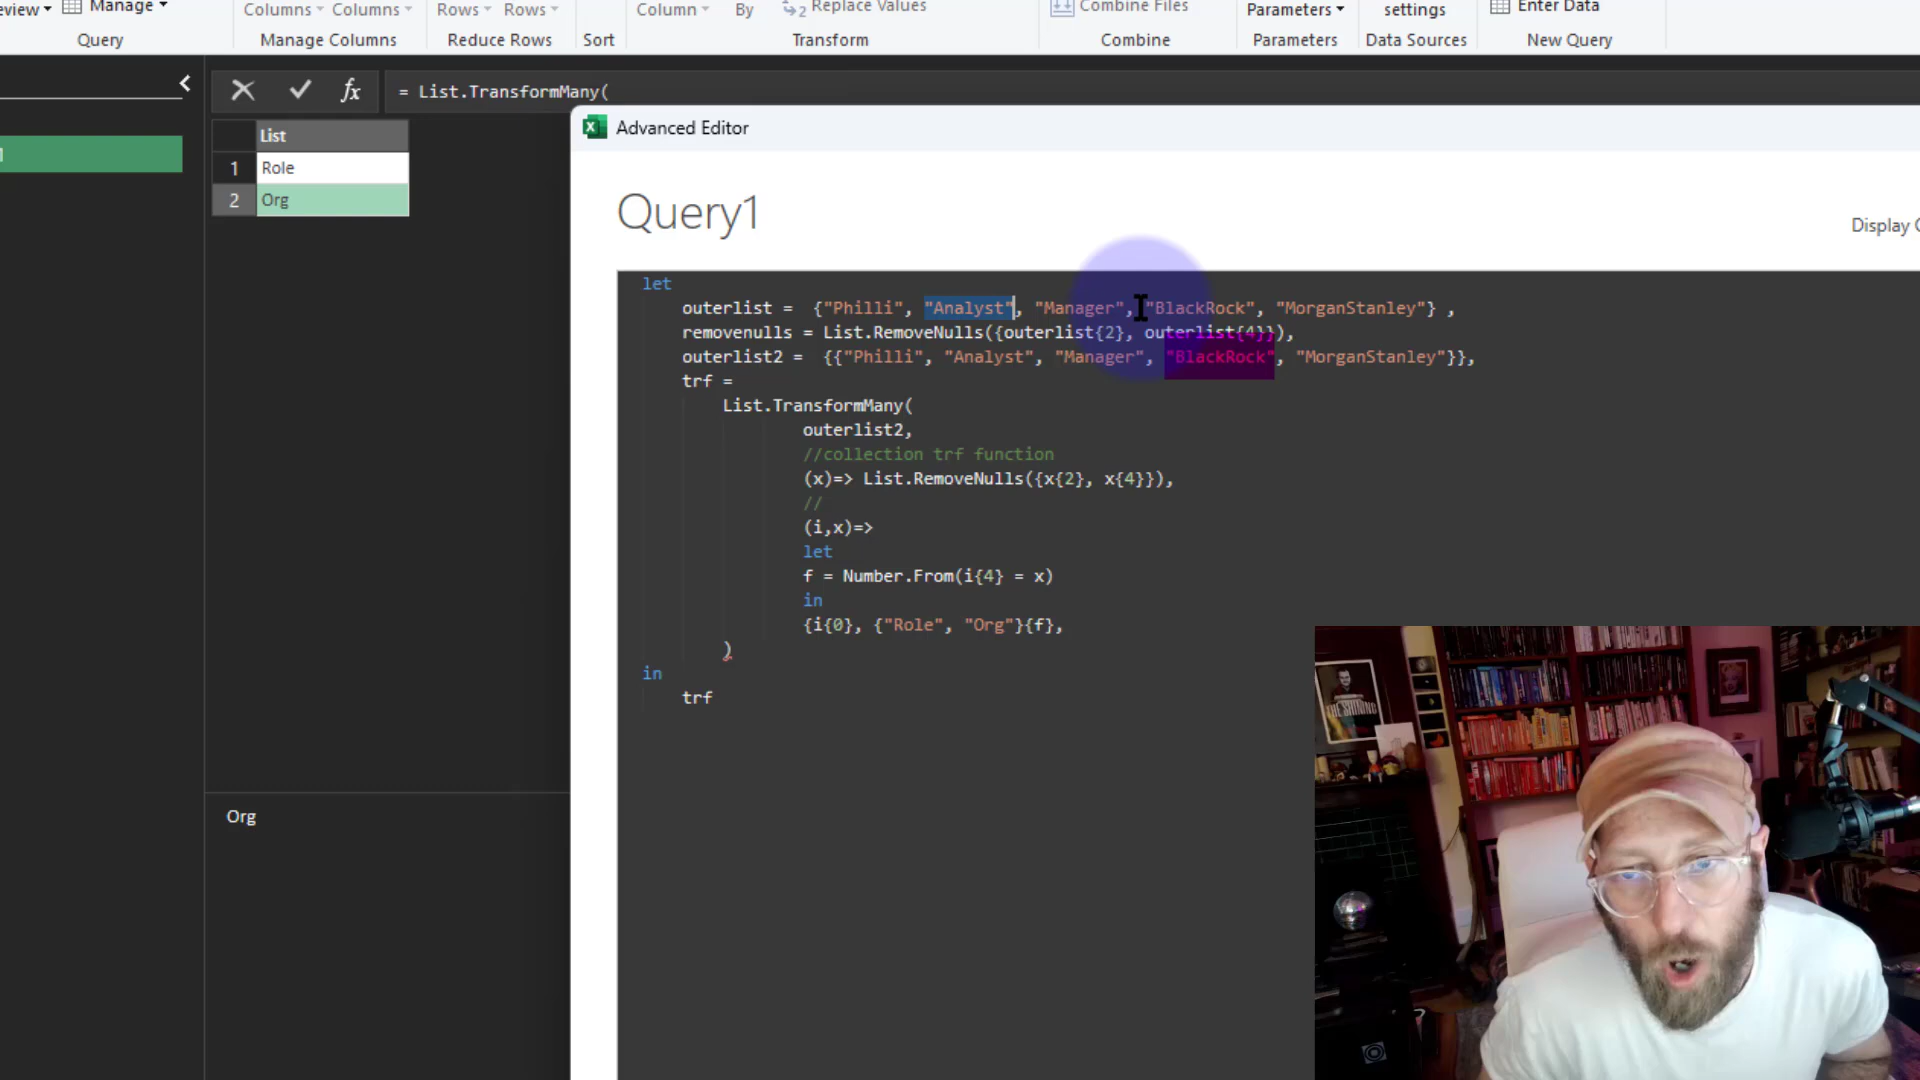 Manage
Columns Columns
Rows Rows
Column By Replace Values
Combine Files
Parameters
settings
Enter Data
Query
Manage Columns
Reduce Rows
Sort
Transform
Combine
Parameters
Data Sources
New Query
fx = List.TransformMany(
List
1 Role
2 Org
Org
Advanced Editor
Query1
Display
let
outerlist = {"Philli", "Analyst", "Manager", "BlackRock", "MorganStanley"} ,
removenulls = List.RemoveNulls({outerlist{2}, outerlist{4}}),
outerlist2 = {{"Philli", "Analyst", "Manager", "BlackRock", "MorganStanley"}},
trf =
List.TransformMany(
outerlist2,
//collection trf function
(x)=> List.RemoveNulls({x{2}, x{4}}),
//
(i,x)=>
let
f = Number.From(i{4} = x)
in
{i{0}, {"Role", "Org"}{f},
)
in
trf